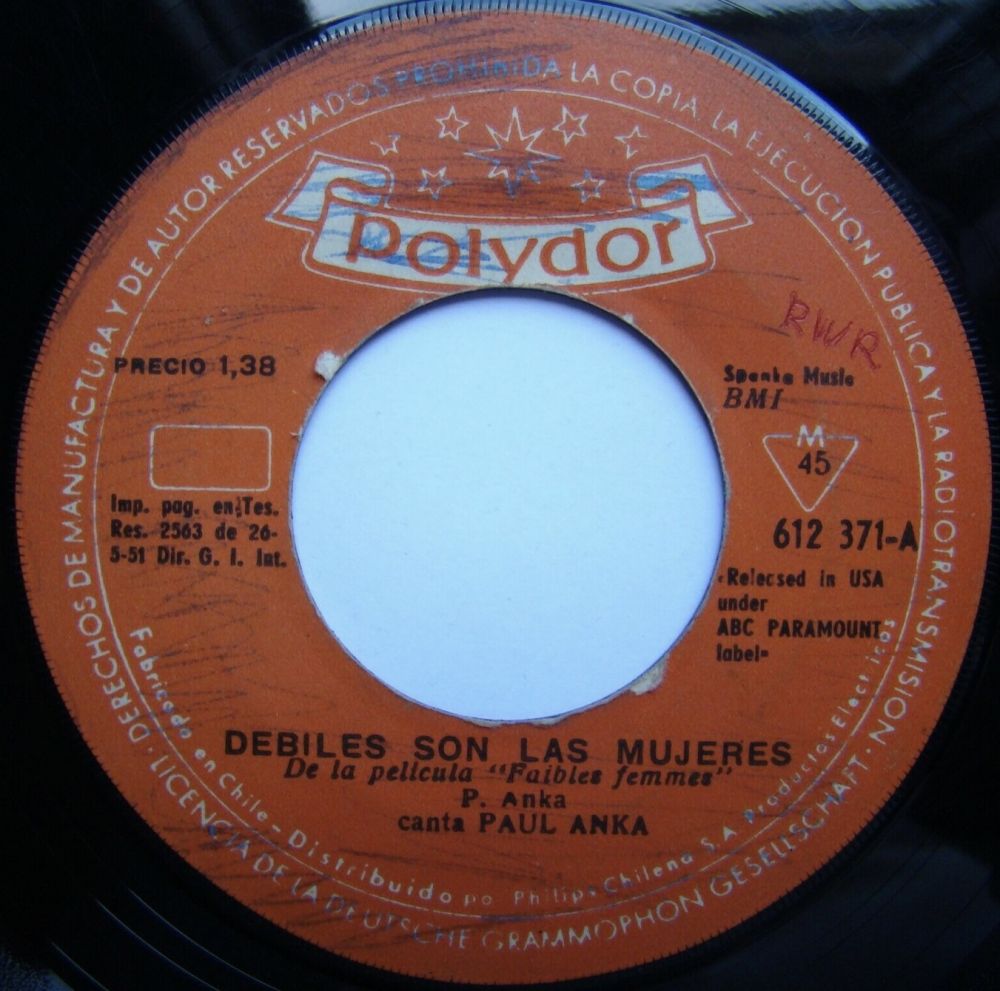 DERECHOS DE MANUFACTURA Y DE AUTOR RESERVADOS PROHIBIDA LA COPIA, LA EJECUCION PUBLICA Y LA RADIOTRANSMISION ·
polydor
RWR
PRECIO 1,38
Imp. pag. en Tes.
Res. 2563 de 26-
5-51 Dir. G. I. Int.
Spanka Music
BMI
M
45
612 371-A
«Released in USA
under
ABC PARAMOUNT
label»
DEBILES SON LAS MUJERES
De la película "Faibles femmes"
P. Anka
canta PAUL ANKA
Fabricado en Chile - Distribuido po Philips Chilena S.A. Productos Electricos
· LICENCIA DE LA DEUTSCHE GRAMMOPHON GESELLSCHAFT ·